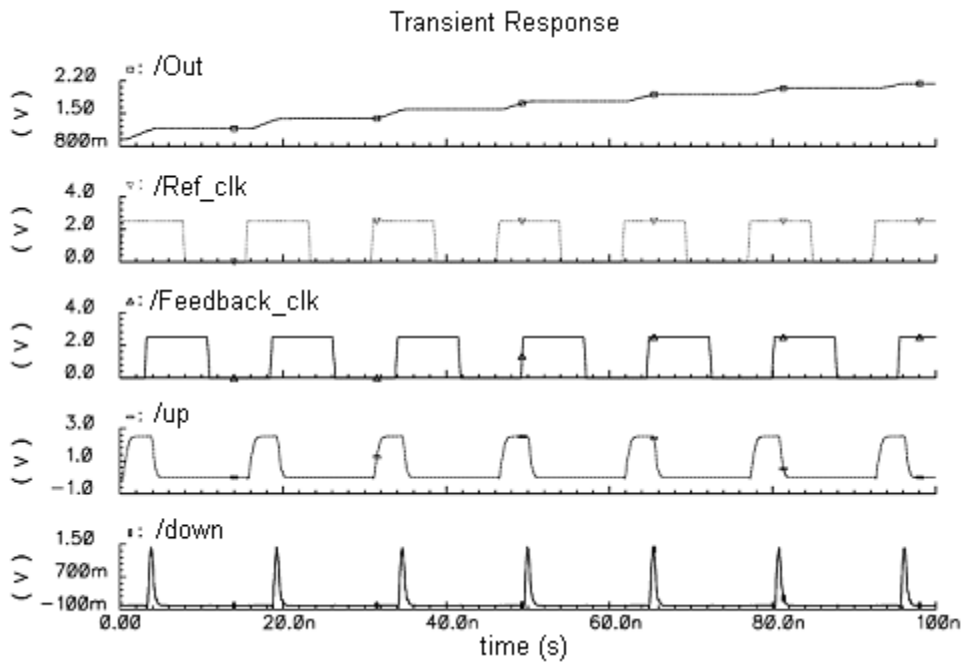 Transient Response
▫: /Out
2.20
1.50
800m
(V)
▿: /Ref_clk
4.0
2.0
0.0
(V)
▵: /Feedback_clk
4.0
2.0
0.0
(V)
-: /up
3.0
1.0
-1.0
(V)
▪: /down
1.50
700m
-100m
(V)
0.00 20.0n 40.0n 60.0n 80.0n 100n
time (s)